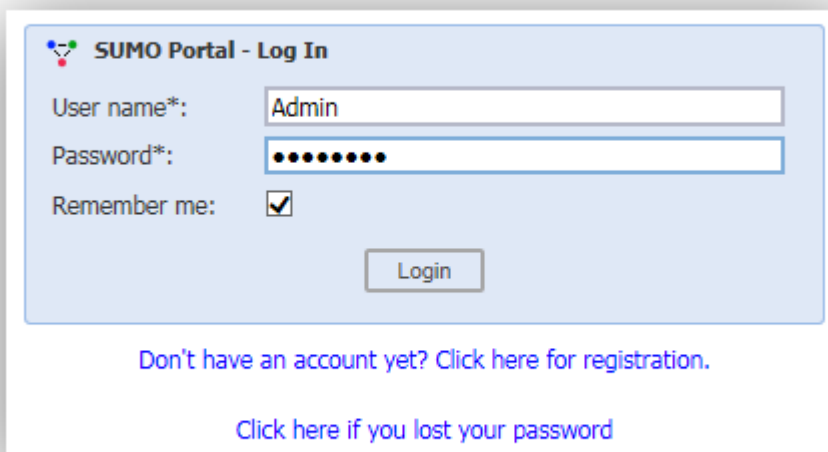 SUMO Portal - Log In
User name*: Admin
Password*: ●●●●●●●●
Remember me:
Login
Don't have an account yet? Click here for registration.
Click here if you lost your password